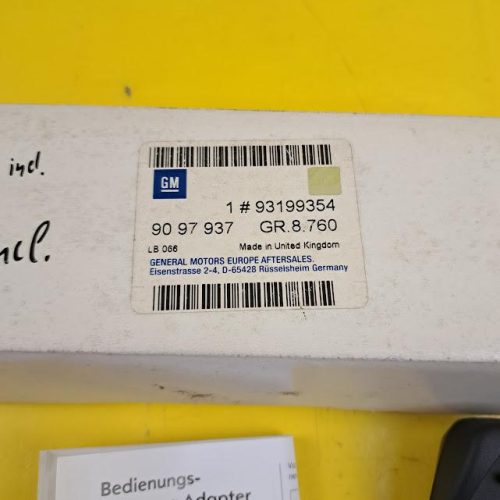 incl.
ncl.
GM
1 # 93199354
90 97 937 GR.8.760
LB 066 Made in United Kingdom
GENERAL MOTORS EUROPE AFTERSALES.
Eisenstrasse 2-4, D-65428 Rüsselsheim Germany
Bedienungs-
Adapter